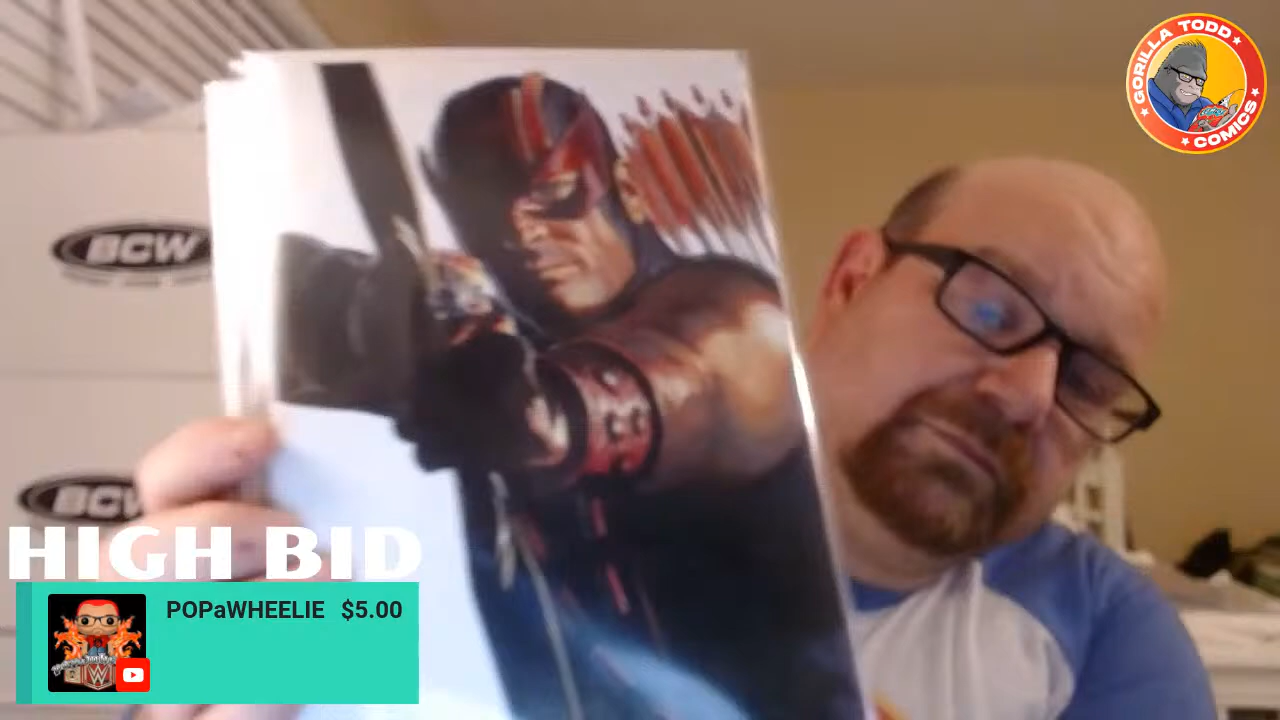 GORILLA TODD
COMICS
BCW
BCW
HIGH BID
POPaWHEELIE $5.00